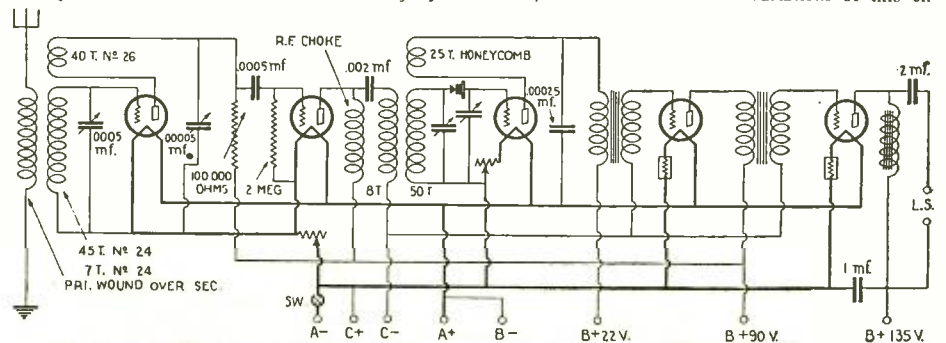 40 T. Nº 26
.0005 mf.
.00005 mf.
100 000 OHMS
.0005 mf
2 MEG
R.F. CHOKE
.002 mf
8 T
25 T. HONEYCOMB
50 T
.00025 mf.
.2 mf.
L.S.
1 mf.
45 T. Nº 24
7 T. Nº 24
PRI. WOUND OVER SEC.
SW
A-
C+
C-
A+
B-
B+22 V.
B+90 V.
B+135 V.